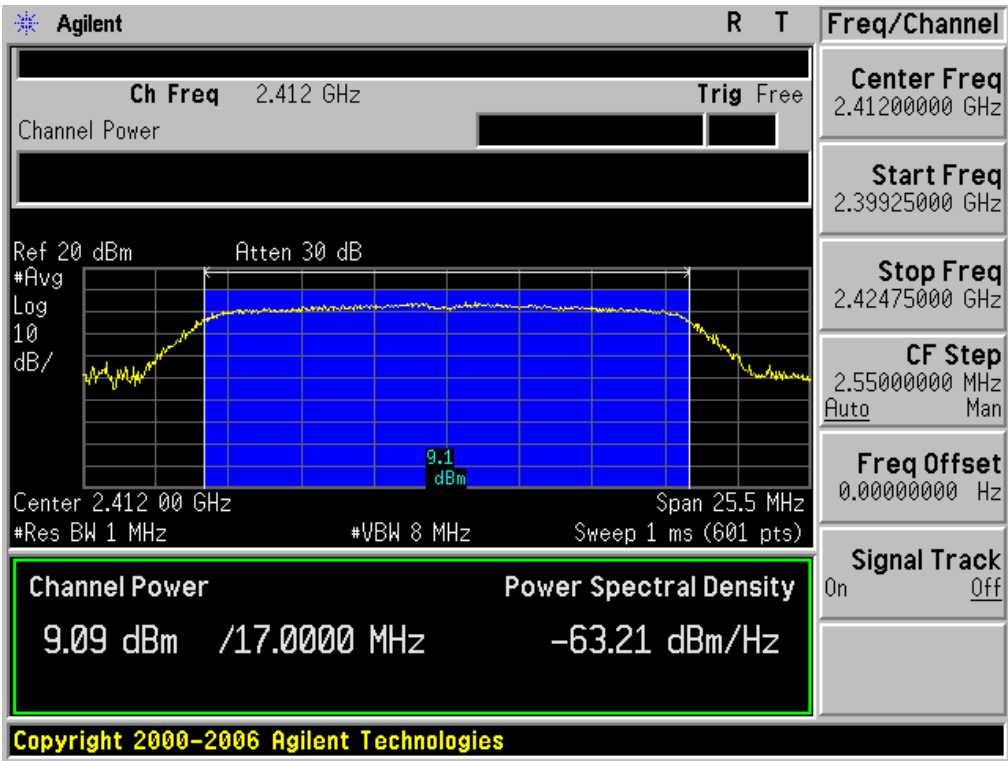 Agilent R T
Ch Freq 2.412 GHz Trig Free
Channel Power
Ref 20 dBm Atten 30 dB
#Avg
Log
10
dB/
9.1
dBm
Center 2.412 00 GHz Span 25.5 MHz
#Res BW 1 MHz #VBW 8 MHz Sweep 1 ms (601 pts)
Channel Power Power Spectral Density
9.09 dBm /17.0000 MHz -63.21 dBm/Hz
Copyright 2000-2006 Agilent Technologies
Freq/Channel
Center Freq
2.41200000 GHz
Start Freq
2.39925000 GHz
Stop Freq
2.42475000 GHz
CF Step
2.55000000 MHz
Auto Man
Freq Offset
0.00000000 Hz
Signal Track
On Off